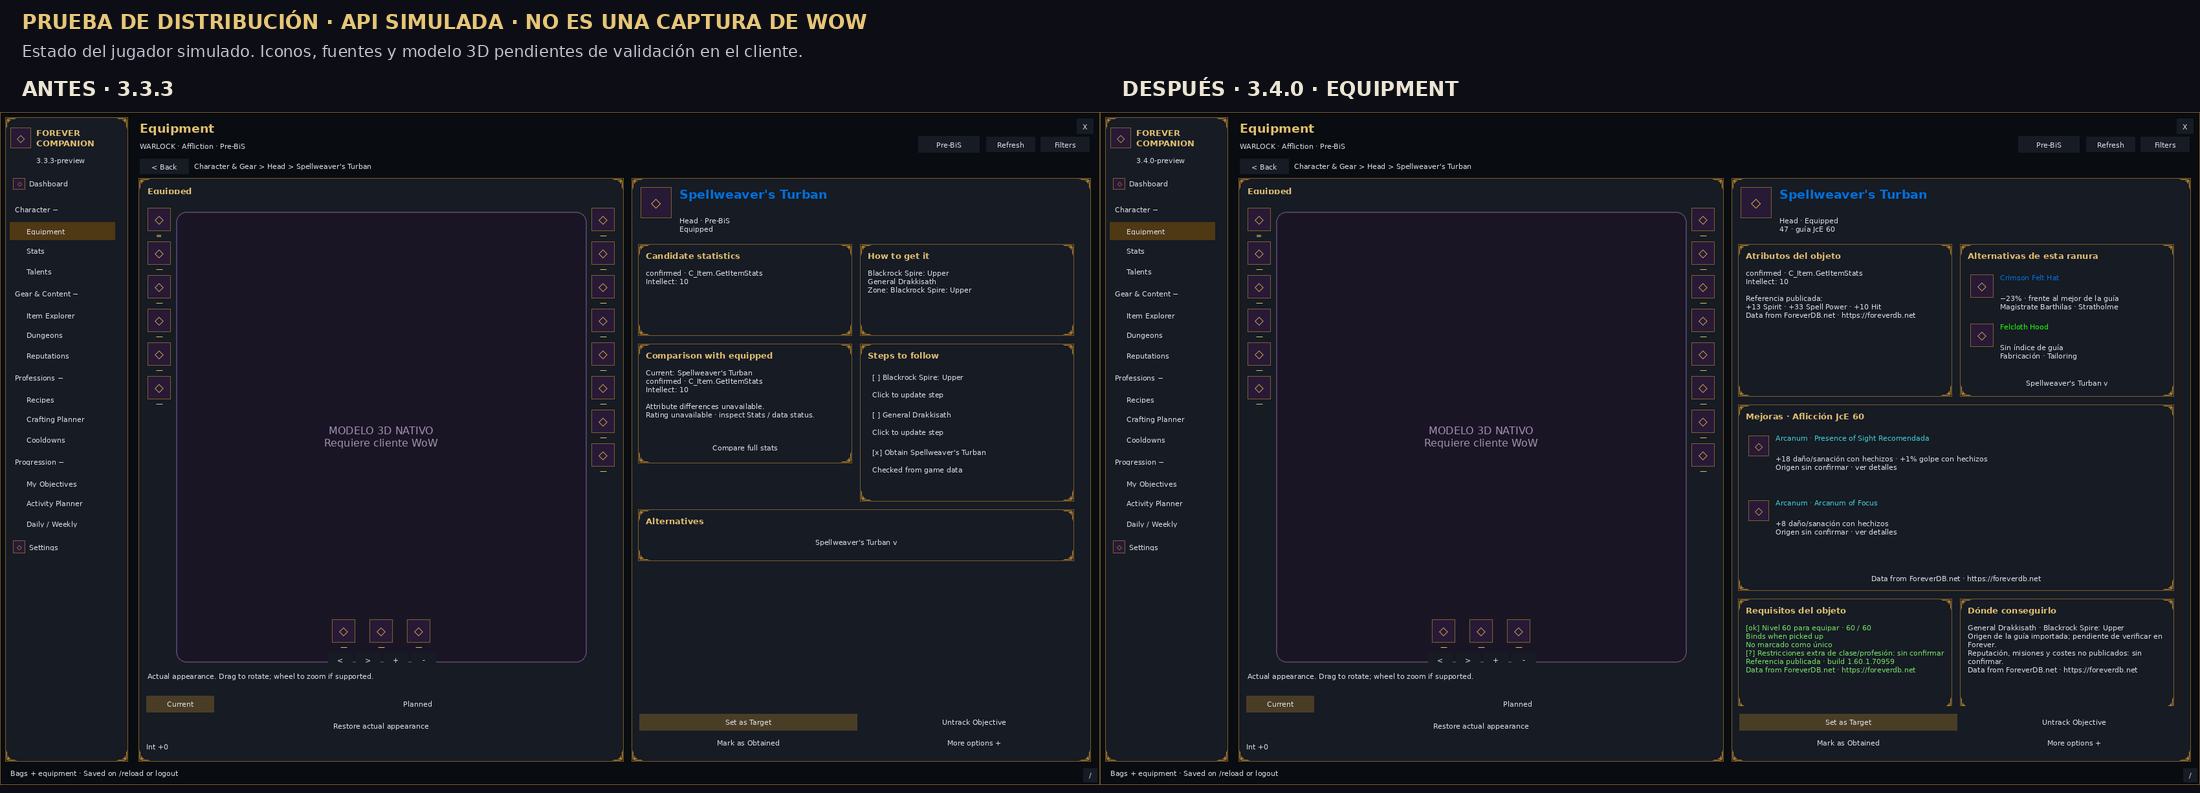 PRUEBA DE DISTRIBUCIÓN · API SIMULADA · NO ES UNA CAPTURA DE WOW
Estado del jugador simulado. Iconos, fuentes y modelo 3D pendientes de validación en el cliente.
ANTES · 3.3.3
FOREVER
COMPANION
3.3.3-preview
Dashboard
Character −
Equipment
Stats
Talents
Gear & Content −
Item Explorer
Dungeons
Reputations
Professions −
Recipes
Crafting Planner
Cooldowns
Progression −
My Objectives
Activity Planner
Daily / Weekly
Settings
Equipment
WARLOCK · Affliction · Pre-BiS
Pre-BiS
Refresh
Filters
X
< Back
Character & Gear > Head > Spellweaver's Turban
Equipped
MODELO 3D NATIVO
Requiere cliente WoW
< > + -
Actual appearance. Drag to rotate; wheel to zoom if supported.
Current
Planned
Restore actual appearance
Int +0
Spellweaver's Turban
Head · Pre-BiS
Equipped
Candidate statistics
confirmed · C_Item.GetItemStats
Intellect: 10
How to get it
Blackrock Spire: Upper
General Drakkisath
Zone: Blackrock Spire: Upper
Comparison with equipped
Current: Spellweaver's Turban
confirmed · C_Item.GetItemStats
Intellect: 10
Attribute differences unavailable.
Rating unavailable · inspect Stats / data status.
Compare full stats
Steps to follow
[ ] Blackrock Spire: Upper
Click to update step
[ ] General Drakkisath
Click to update step
[x] Obtain Spellweaver's Turban
Checked from game data
Alternatives
Spellweaver's Turban v
Set as Target
Untrack Objective
Mark as Obtained
More options +
Bags + equipment · Saved on /reload or logout
/
DESPUÉS · 3.4.0 · EQUIPMENT
FOREVER
COMPANION
3.4.0-preview
Dashboard
Character −
Equipment
Stats
Talents
Gear & Content −
Item Explorer
Dungeons
Reputations
Professions −
Recipes
Crafting Planner
Cooldowns
Progression −
My Objectives
Activity Planner
Daily / Weekly
Settings
Equipment
WARLOCK · Affliction · Pre-BiS
Pre-BiS
Refresh
Filters
X
< Back
Character & Gear > Head > Spellweaver's Turban
Equipped
MODELO 3D NATIVO
Requiere cliente WoW
< > + -
Actual appearance. Drag to rotate; wheel to zoom if supported.
Current
Planned
Restore actual appearance
Int +0
Spellweaver's Turban
Head · Equipped
47 · guía JcE 60
Atributos del objeto
confirmed · C_Item.GetItemStats
Intellect: 10
Referencia publicada:
+13 Spirit · +33 Spell Power · +10 Hit
Data from ForeverDB.net · https://foreverdb.net
Alternativas de esta ranura
Crimson Felt Hat
−23% · frente al mejor de la guía
Magistrate Barthilas · Stratholme
Felcloth Hood
Sin índice de guía
Fabricación · Tailoring
Spellweaver's Turban v
Mejoras · Aflicción JcE 60
Arcanum · Presence of Sight Recomendada
+18 daño/sanación con hechizos · +1% golpe con hechizos
Origen sin confirmar · ver detalles
Arcanum · Arcanum of Focus
+8 daño/sanación con hechizos
Origen sin confirmar · ver detalles
Data from ForeverDB.net · https://foreverdb.net
Requisitos del objeto
[ok] Nivel 60 para equipar · 60 / 60
Binds when picked up
No marcado como único
[?] Restricciones extra de clase/profesión: sin confirmar
Referencia publicada · build 1.60.1.70959
Data from ForeverDB.net · https://foreverdb.net
Dónde conseguirlo
General Drakkisath · Blackrock Spire: Upper
Origen de la guía importada; pendiente de verificar en
Forever.
Reputación, misiones y costes no publicados: sin
confirmar.
Data from ForeverDB.net · https://foreverdb.net
Set as Target
Untrack Objective
Mark as Obtained
More options +
Bags + equipment · Saved on /reload or logout
/